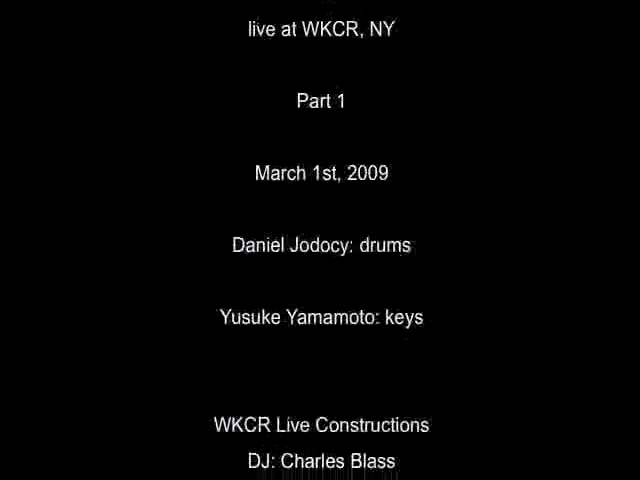 live at WKCR, NY
Part 1
March 1st, 2009
Daniel Jodocy: drums
Yusuke Yamamoto: keys
WKCR Live Constructions
DJ: Charles Blass